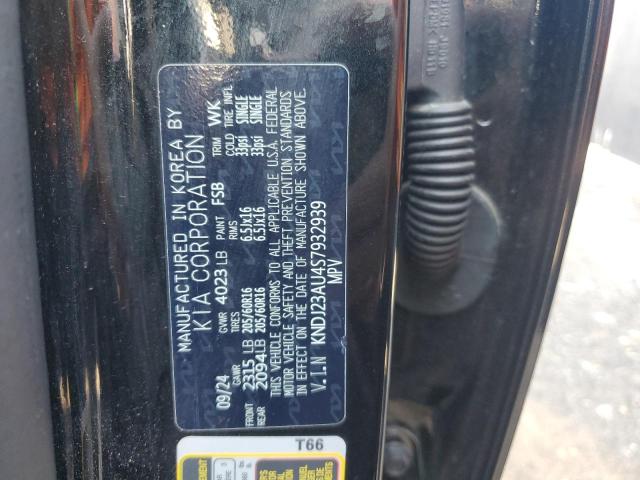 MANUFACTURED IN KOREA BY
KIA CORPORATION
09/24 GVWR 4023 LB PAINT FSB TRIM WK
GAWR TIRES RIMS COLD TIRE INFL
FRONT 2315 LB 205/60R16 6.5Jx16 33psi SINGLE
REAR 2094 LB 205/60R16 6.5Jx16 33psi SINGLE
THIS VEHICLE CONFORMS TO ALL APPLICABLE U.S.A. FEDERAL
MOTOR VEHICLE SAFETY AND THEFT PREVENTION STANDARDS
IN EFFECT ON THE DATE OF MANUFACTURE SHOWN ABOVE.
V.I.N KNDJ23AU4S7932939
MPV
T66